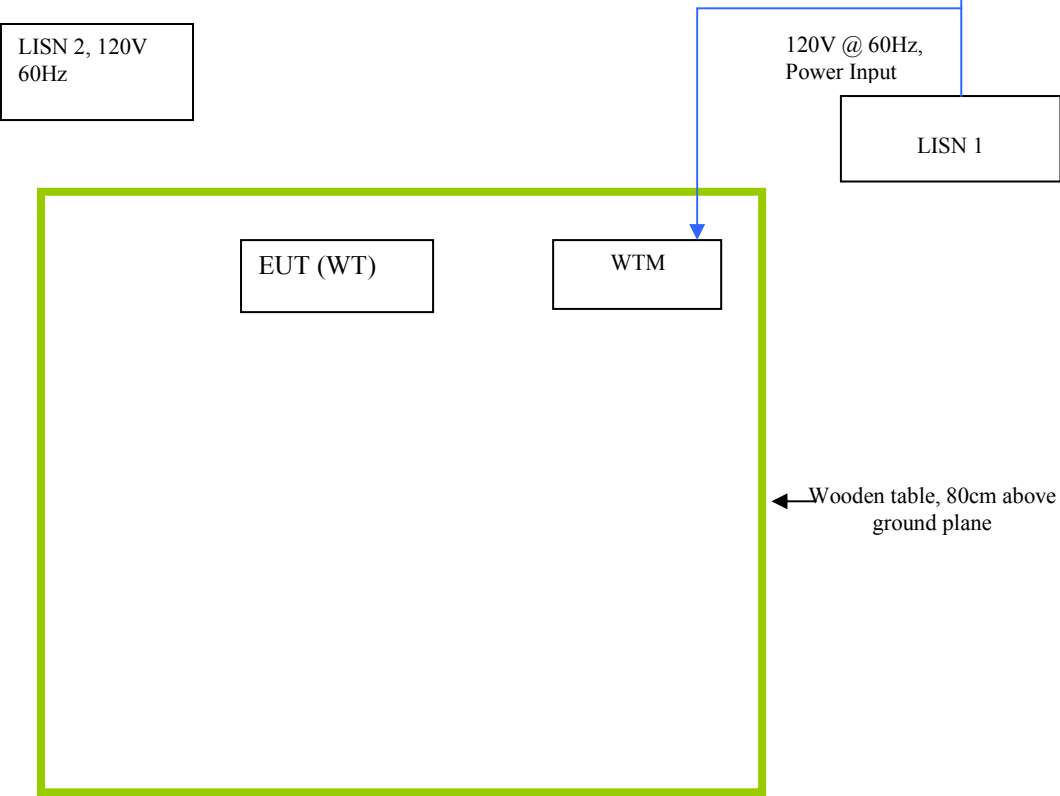 LISN 2, 120V
60Hz
120V @ 60Hz,
Power Input
LISN 1
EUT (WT)
WTM
Wooden table, 80cm above
ground plane